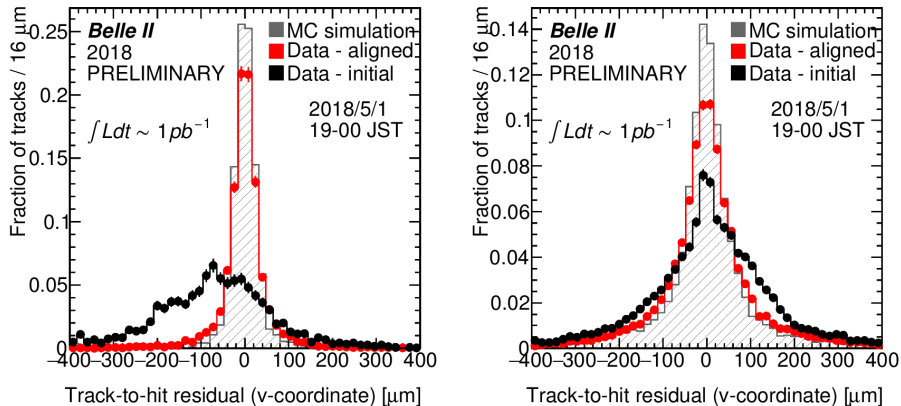 Fraction of tracks / 16 μm
0.25
0.2
0.15
0.1
0.05
0
Belle II
2018
PRELIMINARY
∫Ldt ~ 1pb⁻¹
MC simulation
Data - aligned
Data - initial
2018/5/1
19-00 JST
−400 −300 −200 −100 0 100 200 300 400
Track-to-hit residual (v-coordinate) [μm]
Fraction of tracks / 16 μm
0.14
0.12
0.1
0.08
0.06
0.04
0.02
0
Belle II
2018
PRELIMINARY
∫Ldt ~ 1pb⁻¹
MC simulation
Data - aligned
Data - initial
2018/5/1
19-00 JST
−400 −300 −200 −100 0 100 200 300 400
Track-to-hit residual (v-coordinate) [μm]